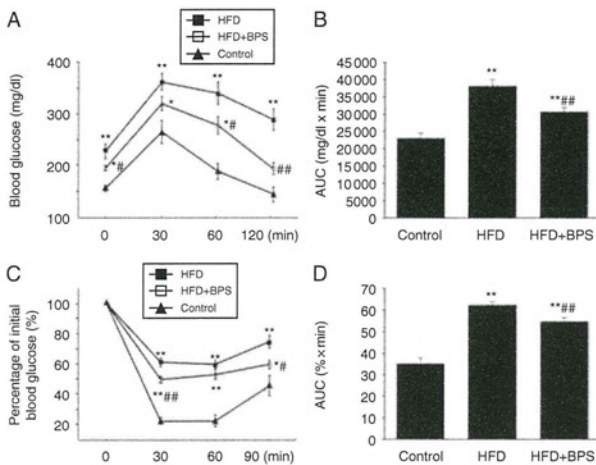 A
HFD
HFD+BPS
Control
Blood glucose (mg/dl)
400
300
200
100
**
**
**
**
*#
*
*#
##
0 30 60 120 (min)
B
AUC (mg/dl x min)
45000
40000
35000
30000
25000
20000
15000
10000
5000
0
**
**##
Control HFD HFD+BPS
C
HFD
HFD+BPS
Control
Percentage of initial
blood glucose (%)
100
80
60
40
20
**
**
**
**##
**
*#
0 30 60 90 (min)
D
AUC (%×min)
70
60
50
40
30
20
10
0
**
**##
Control HFD HFD+BPS